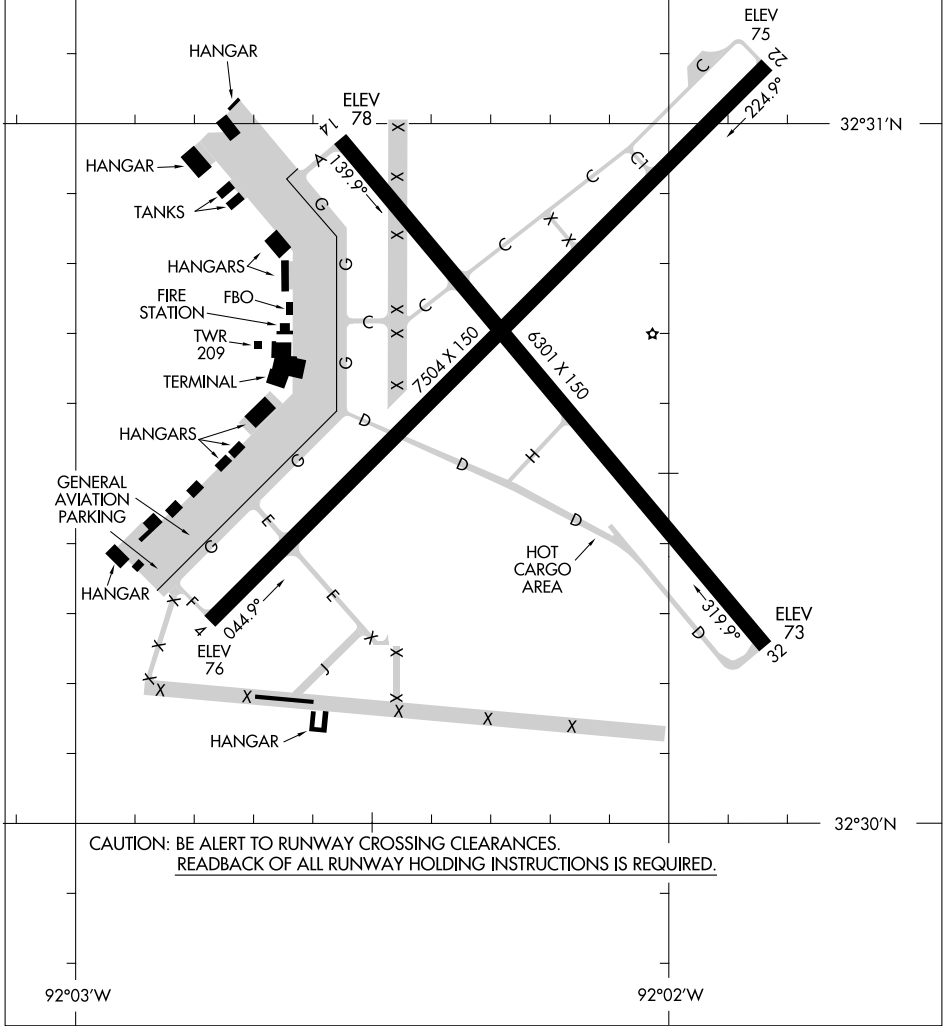 ELEV
75
HANGAR
22
C
224.9°
ELEV
78
14
X
32°31'N
HANGAR
A
139.9°
C1
X
C
TANKS
G
X
X
X
C
HANGARS
G
FIRE
STATION
FBO
X
C
C
X
TWR
209
7504 X 150
6301 X 150
G
TERMINAL
X
D
HANGARS
H
G
D
GENERAL
AVIATION
PARKING
E
D
G
HOT
CARGO
AREA
HANGAR
X
F
E
4
044.9°
319.9°
ELEV
73
D
32
X
X
ELEV
76
X
J
X
X
X
X
X
X
X
HANGAR
32°30'N
CAUTION: BE ALERT TO RUNWAY CROSSING CLEARANCES.
READBACK OF ALL RUNWAY HOLDING INSTRUCTIONS IS REQUIRED.
92°03'W
92°02'W